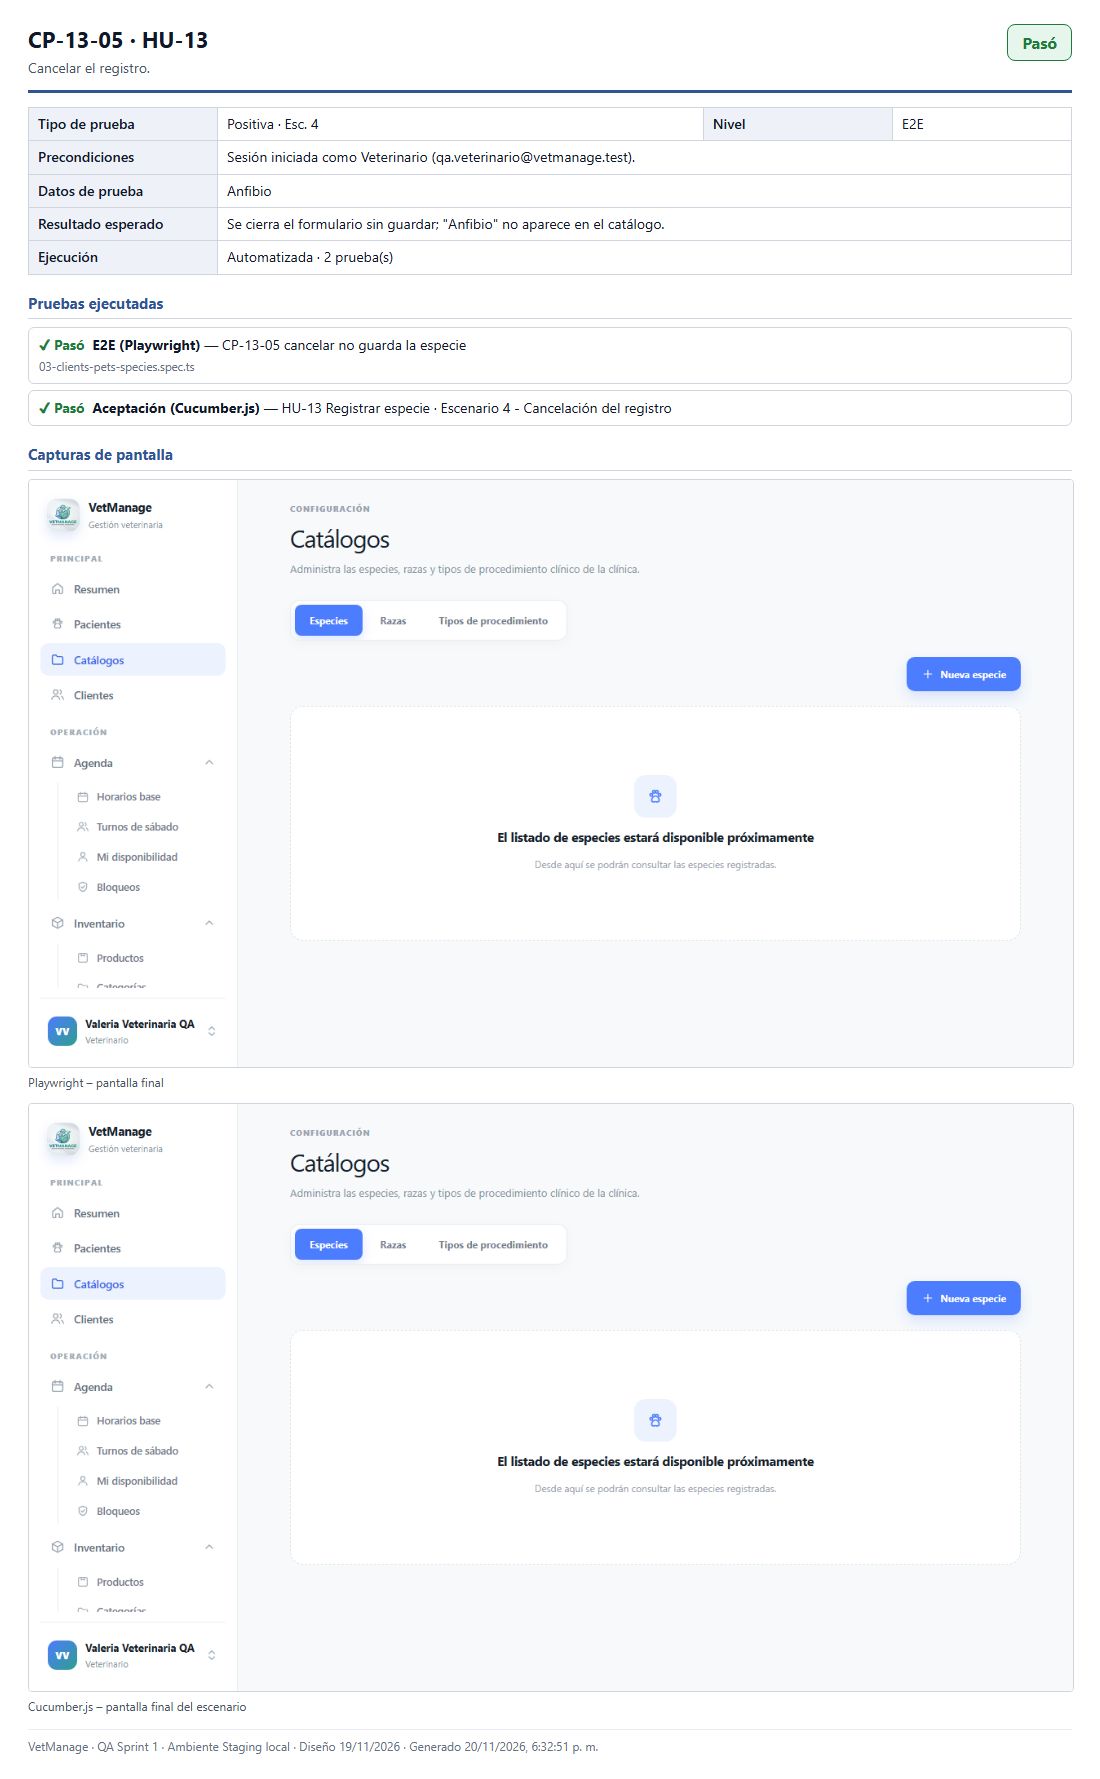 CP-13-05 · HU-13
Pasó
Cancelar el registro.
Tipo de prueba Positiva · Esc. 4 Nivel E2E
Precondiciones Sesión iniciada como Veterinario (qa.veterinario@vetmanage.test).
Datos de prueba Anfibio
Resultado esperado Se cierra el formulario sin guardar; "Anfibio" no aparece en el catálogo.
Ejecución Automatizada · 2 prueba(s)
Pruebas ejecutadas
✓ Pasó E2E (Playwright) — CP-13-05 cancelar no guarda la especie
03-clients-pets-species.spec.ts
✓ Pasó Aceptación (Cucumber.js) — HU-13 Registrar especie · Escenario 4 - Cancelación del registro
Capturas de pantalla
VETMANAGE
VetManage
Gestión veterinaria
PRINCIPAL
Resumen
Pacientes
Catálogos
Clientes
OPERACIÓN
Agenda
Horarios base
Turnos de sábado
Mi disponibilidad
Bloqueos
Inventario
Productos
Categorías
VV
Valeria Veterinaria QA
Veterinario
CONFIGURACIÓN
Catálogos
Administra las especies, razas y tipos de procedimiento clínico de la clínica.
Especies Razas Tipos de procedimiento
+ Nueva especie
El listado de especies estará disponible próximamente
Desde aquí se podrán consultar las especies registradas.
Playwright – pantalla final
VETMANAGE
VetManage
Gestión veterinaria
PRINCIPAL
Resumen
Pacientes
Catálogos
Clientes
OPERACIÓN
Agenda
Horarios base
Turnos de sábado
Mi disponibilidad
Bloqueos
Inventario
Productos
Categorías
VV
Valeria Veterinaria QA
Veterinario
CONFIGURACIÓN
Catálogos
Administra las especies, razas y tipos de procedimiento clínico de la clínica.
Especies Razas Tipos de procedimiento
+ Nueva especie
El listado de especies estará disponible próximamente
Desde aquí se podrán consultar las especies registradas.
Cucumber.js – pantalla final del escenario
VetManage · QA Sprint 1 · Ambiente Staging local · Diseño 19/11/2026 · Generado 20/11/2026, 6:32:51 p. m.